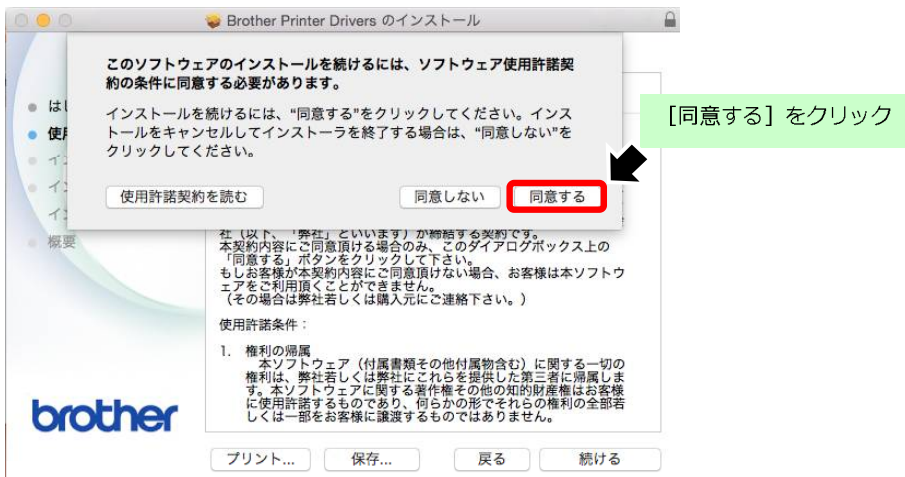 Brother Printer Drivers のインストール
このソフトウェアのインストールを続けるには、ソフトウェア使用許諾契
約の条件に同意する必要があります。
インストールを続けるには、“同意する”をクリックしてください。インス
トールをキャンセルしてインストーラを終了する場合は、“同意しない”を
クリックしてください。
使用許諾契約を読む
同意しない
同意する
［同意する］をクリック
は
使
イ
イ
イ
概要
社（以下、「弊社」といいます）が締結する契約です。
本契約内容にご同意頂ける場合のみ、このダイアログボックス上の
「同意する」ボタンをクリックして下さい。
もしお客様が本契約内容にご同意頂けない場合、お客様は本ソフトウ
ェアをご利用頂くことができません。
（その場合は弊社若しくは購入元にご連絡下さい。）
使用許諾条件：
1. 権利の帰属
本ソフトウェア（付属書類その他付属物含む）に関する一切の
権利は、弊社若しくは弊社にこれらを提供した第三者に帰属しま
す。本ソフトウェアに関する著作権その他の知的財産権はお客様
に使用許諾するものであり、何らかの形でそれらの権利の全部若
しくは一部をお客様に譲渡するものではありません。
brother
プリント...
保存...
戻る
続ける